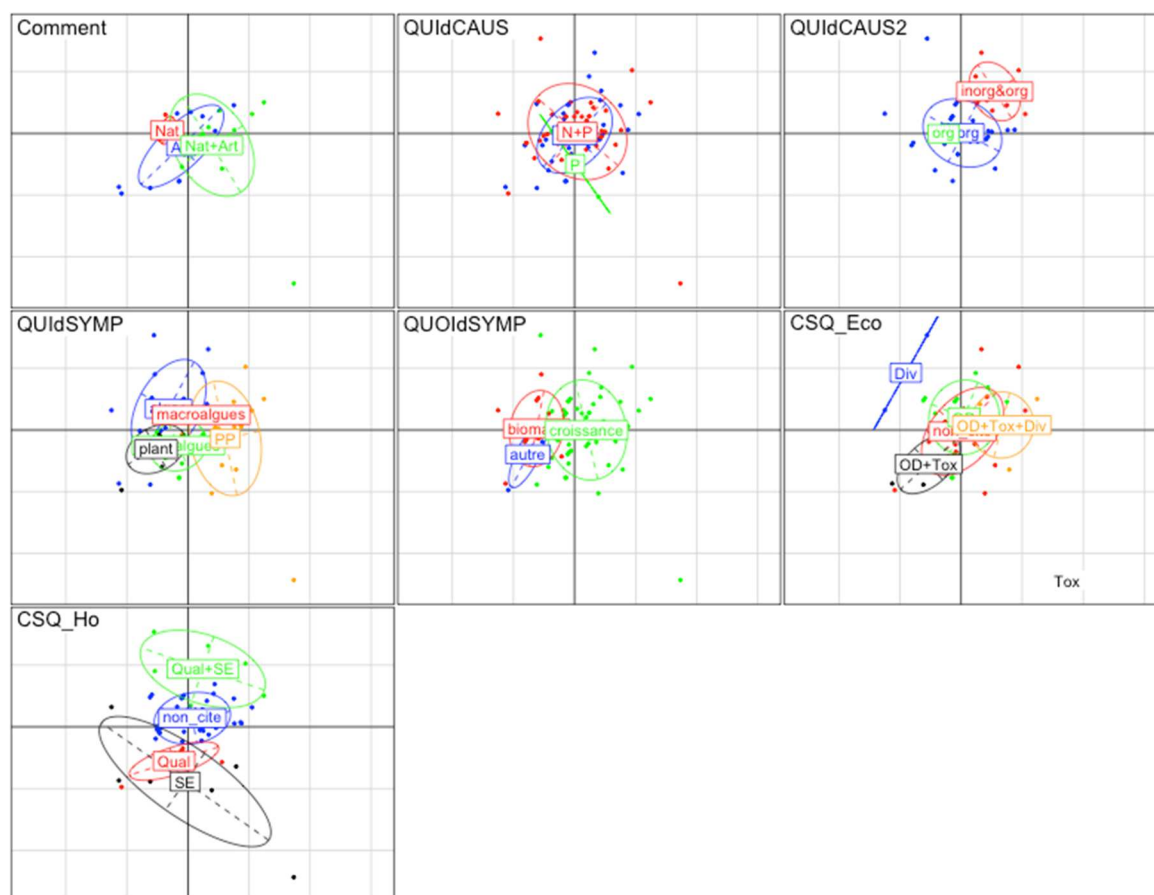 Comment
Nat
Nat+Art
QUIdCAUS
N+P
P
QUIdCAUS2
inorg&org
org
QUIdSYMP
macroalgues
PP
plant
QUOIdSYMP
croissance
autre
CSQ_Eco
Div
OD+Tox+Div
OD+Tox
Tox
CSQ_Ho
Qual+SE
non_cite
Qual
SE